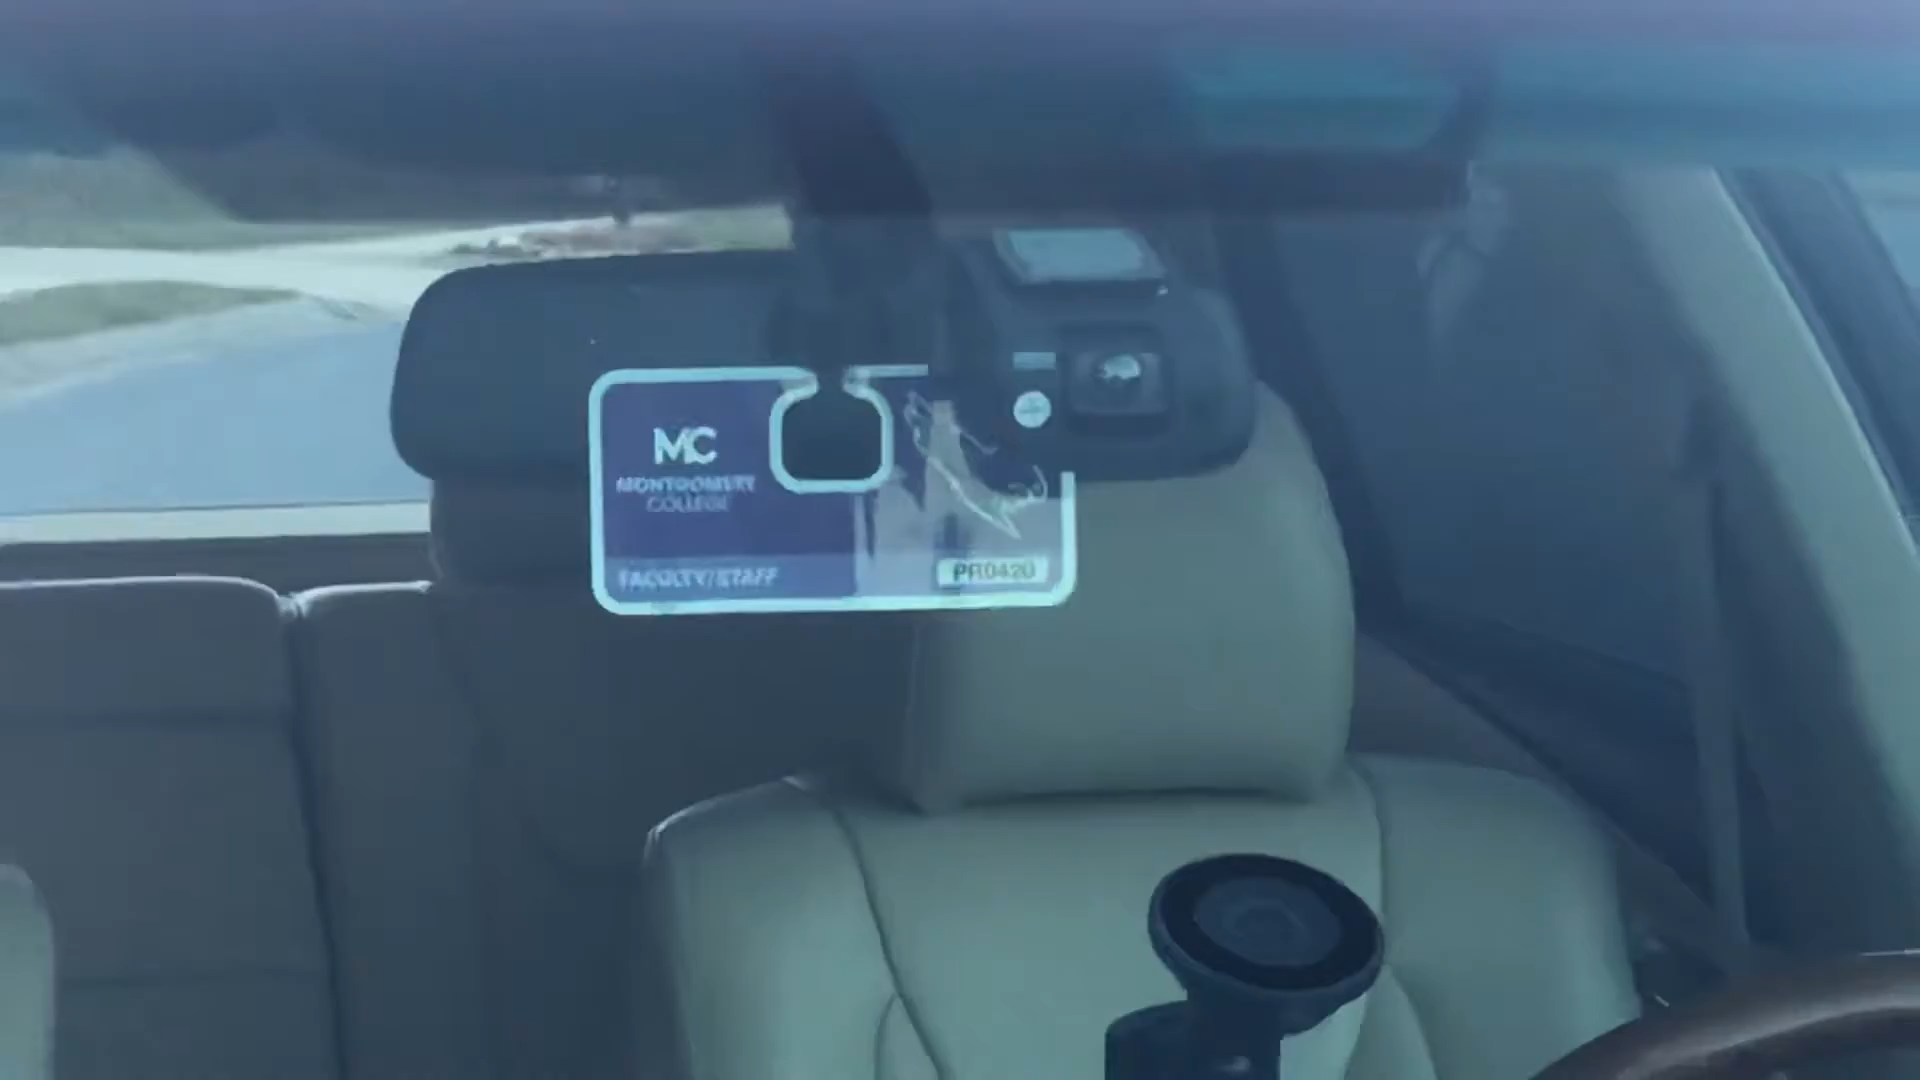 MC
MONTGOMERY
COLLEGE
FACULTY/STAFF
PR0420